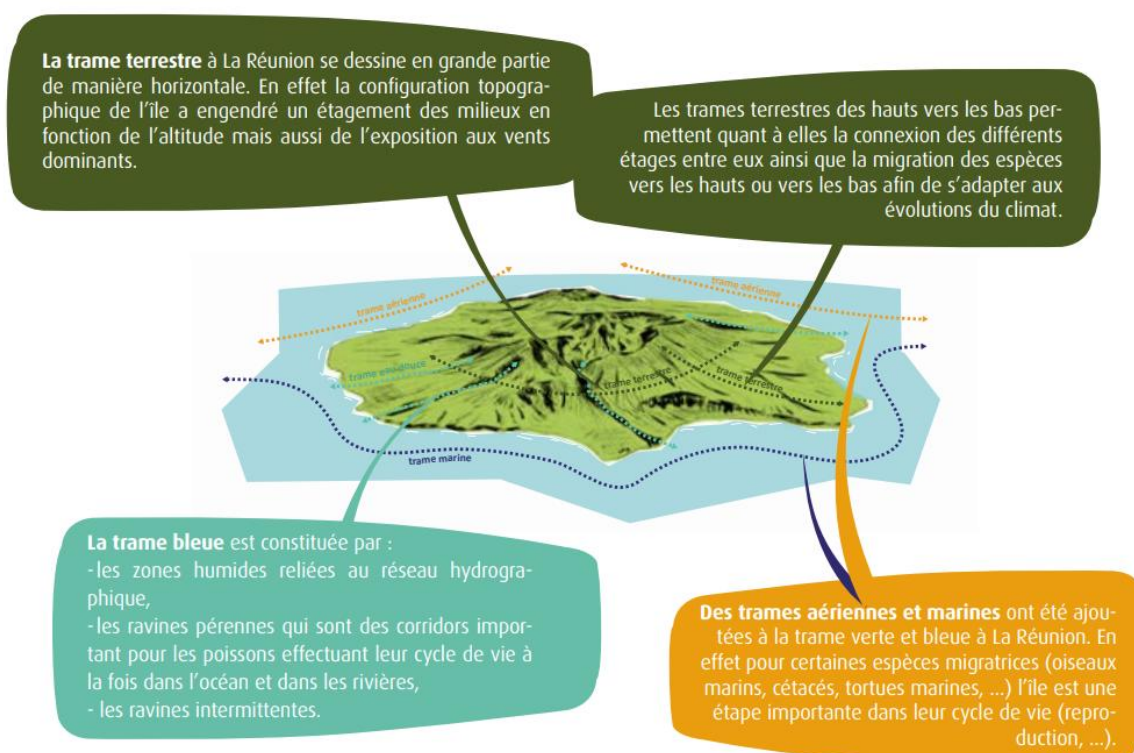 La trame terrestre à La Réunion se dessine en grande partie
de manière horizontale. En effet la configuration topogra-
phique de l'île a engendré un étagement des milieux en
fonction de l'altitude mais aussi de l'exposition aux vents
dominants.
Les trames terrestres des hauts vers les bas per-
mettent quant à elles la connexion des différents
étages entre eux ainsi que la migration des espèces
vers les hauts ou vers les bas afin de s'adapter aux
évolutions du climat.
trame aérienne
trame aérienne
trame eau douce
trame terrestre
trame terrestre
trame marine
La trame bleue est constituée par :
-les zones humides reliées au réseau hydrogra-
phique,
-les ravines pérennes qui sont des corridors impor-
tant pour les poissons effectuant leur cycle de vie à
la fois dans l'océan et dans les rivières,
- les ravines intermittentes.
Des trames aériennes et marines ont été ajou-
tées à la trame verte et bleue à La Réunion. En
effet pour certaines espèces migratrices (oiseaux
marins, cétacés, tortues marines, ...) l'île est une
étape importante dans leur cycle de vie (repro-
duction, ...).